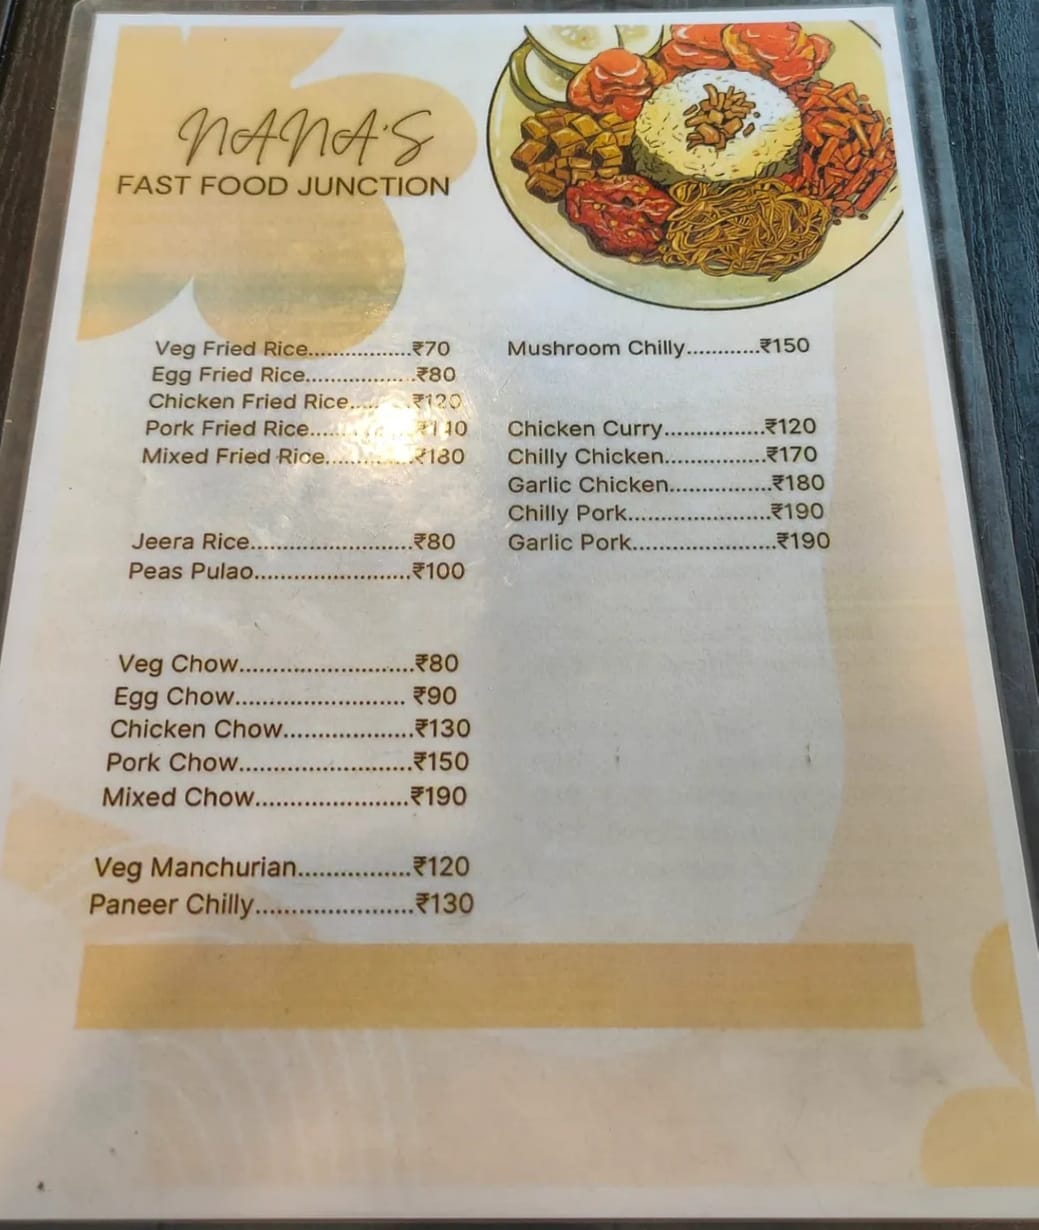 NANA'S
FAST FOOD JUNCTION
Veg Fried Rice................₹70
Egg Fried Rice.................₹80
Chicken Fried Rice.....₹120
Pork Fried Rice.....
Mixed Fried Rice.............₹180
Jeera Rice.........................₹80
Peas Pulao........................₹100
Veg Chow..........................₹80
Egg Chow.......................... ₹90
Chicken Chow....................₹130
Pork Chow..........................₹150
Mixed Chow.......................₹190
Veg Manchurian.................₹120
Paneer Chilly.......................₹130
Mushroom Chilly............₹150
Chicken Curry................₹120
Chilly Chicken................₹170
Garlic Chicken................₹180
Chilly Pork......................₹190
Garlic Pork......................₹190